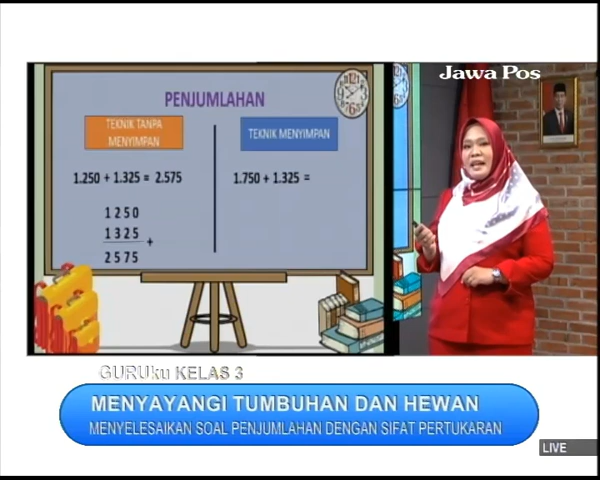 Jawa Pos
PENJUMLAHAN
TEKNIK TANPA
MENYIMPAN
TEKNIK MENYIMPAN
1.250 + 1.325 = 2.575
1.750 + 1.325 =
1250
1325
+
2575
GURUku KELAS 3
MENYAYANGI TUMBUHAN DAN HEWAN
MENYELESAIKAN SOAL PENJUMLAHAN DENGAN SIFAT PERTUKARAN
LIVE